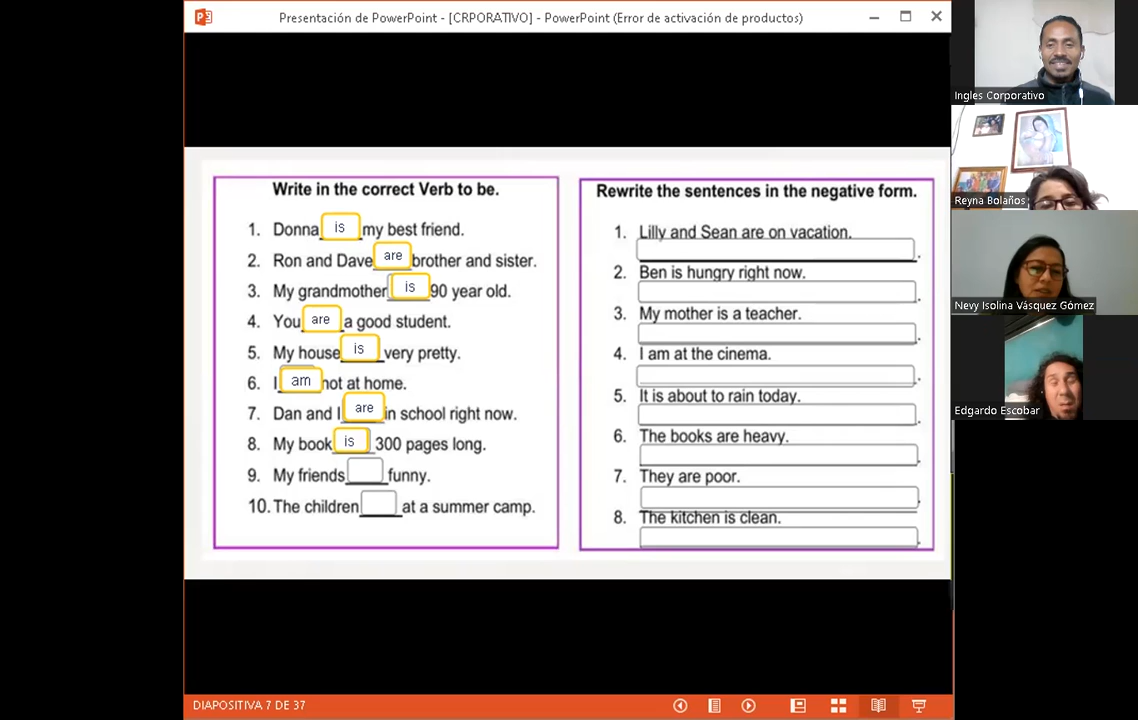 Presentación de PowerPoint - [CRPORATIVO] - PowerPoint (Error de activación de productos)
Ingles Corporativo
Reyna Bolaños
Nevy Isolina Vásquez Gómez
Edgardo Escobar
Write in the correct Verb to be.
1. Donna is my best friend.
2. Ron and Dave are brother and sister.
3. My grandmother is 90 year old.
4. You are a good student.
5. My house is very pretty.
6. I am not at home.
7. Dan and I are in school right now.
8. My book is 300 pages long.
9. My friends funny.
10. The children at a summer camp.
Rewrite the sentences in the negative form.
1. Lilly and Sean are on vacation.
.
2. Ben is hungry right now.
.
3. My mother is a teacher.
.
4. I am at the cinema.
.
5. It is about to rain today.
.
6. The books are heavy.
.
7. They are poor.
.
8. The kitchen is clean.
.
DIAPOSITIVA 7 DE 37